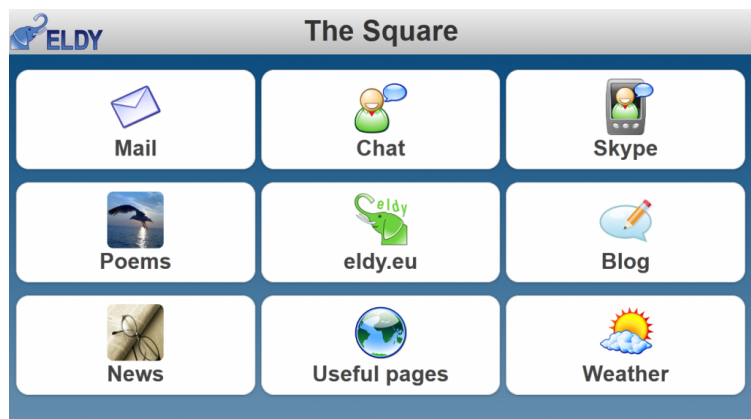 ELDY
The Square
Mail
Chat
Skype
Poems
eldy
eldy.eu
Blog
News
Useful pages
Weather